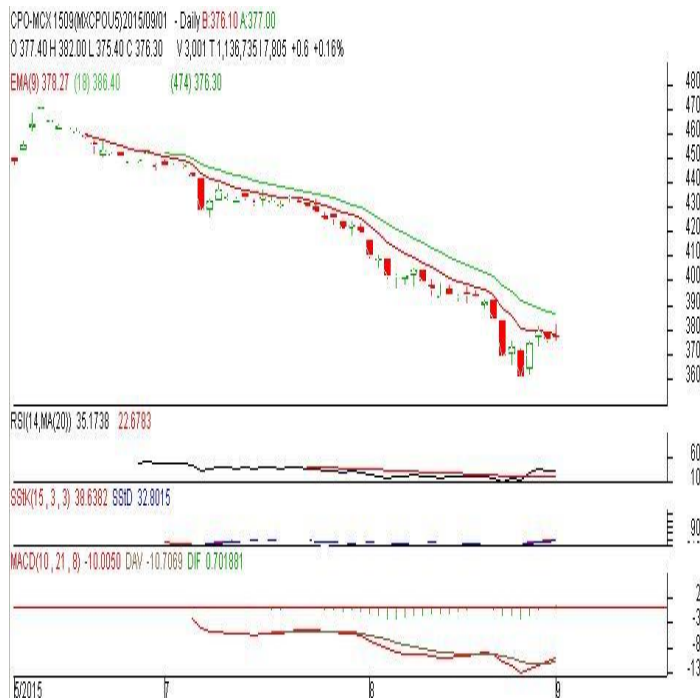 CPO-MCX 1509(MXCPOU5)2015/09/01 - Daily B:376.10 A:377.00
O 377.40 H 382.00 L 375.40 C 376.30 V 3,001 T 1,136,735 I 7,805 +0.6 +0.16%
EMA(9) 378.27 (18) 386.40 (474) 376.30
480
470
460
450
440
430
420
410
400
390
380
370
360
RSI(14,MA(20)) 35.1738 22.6783
60
10
SStK(15,3,3) 38.6382 SStD 32.8015
90
MACD(10,21,8) -10.0050 DAV -10.7069 DIF 0.701881
2
-3
-8
-13
5/2015 7 8 9